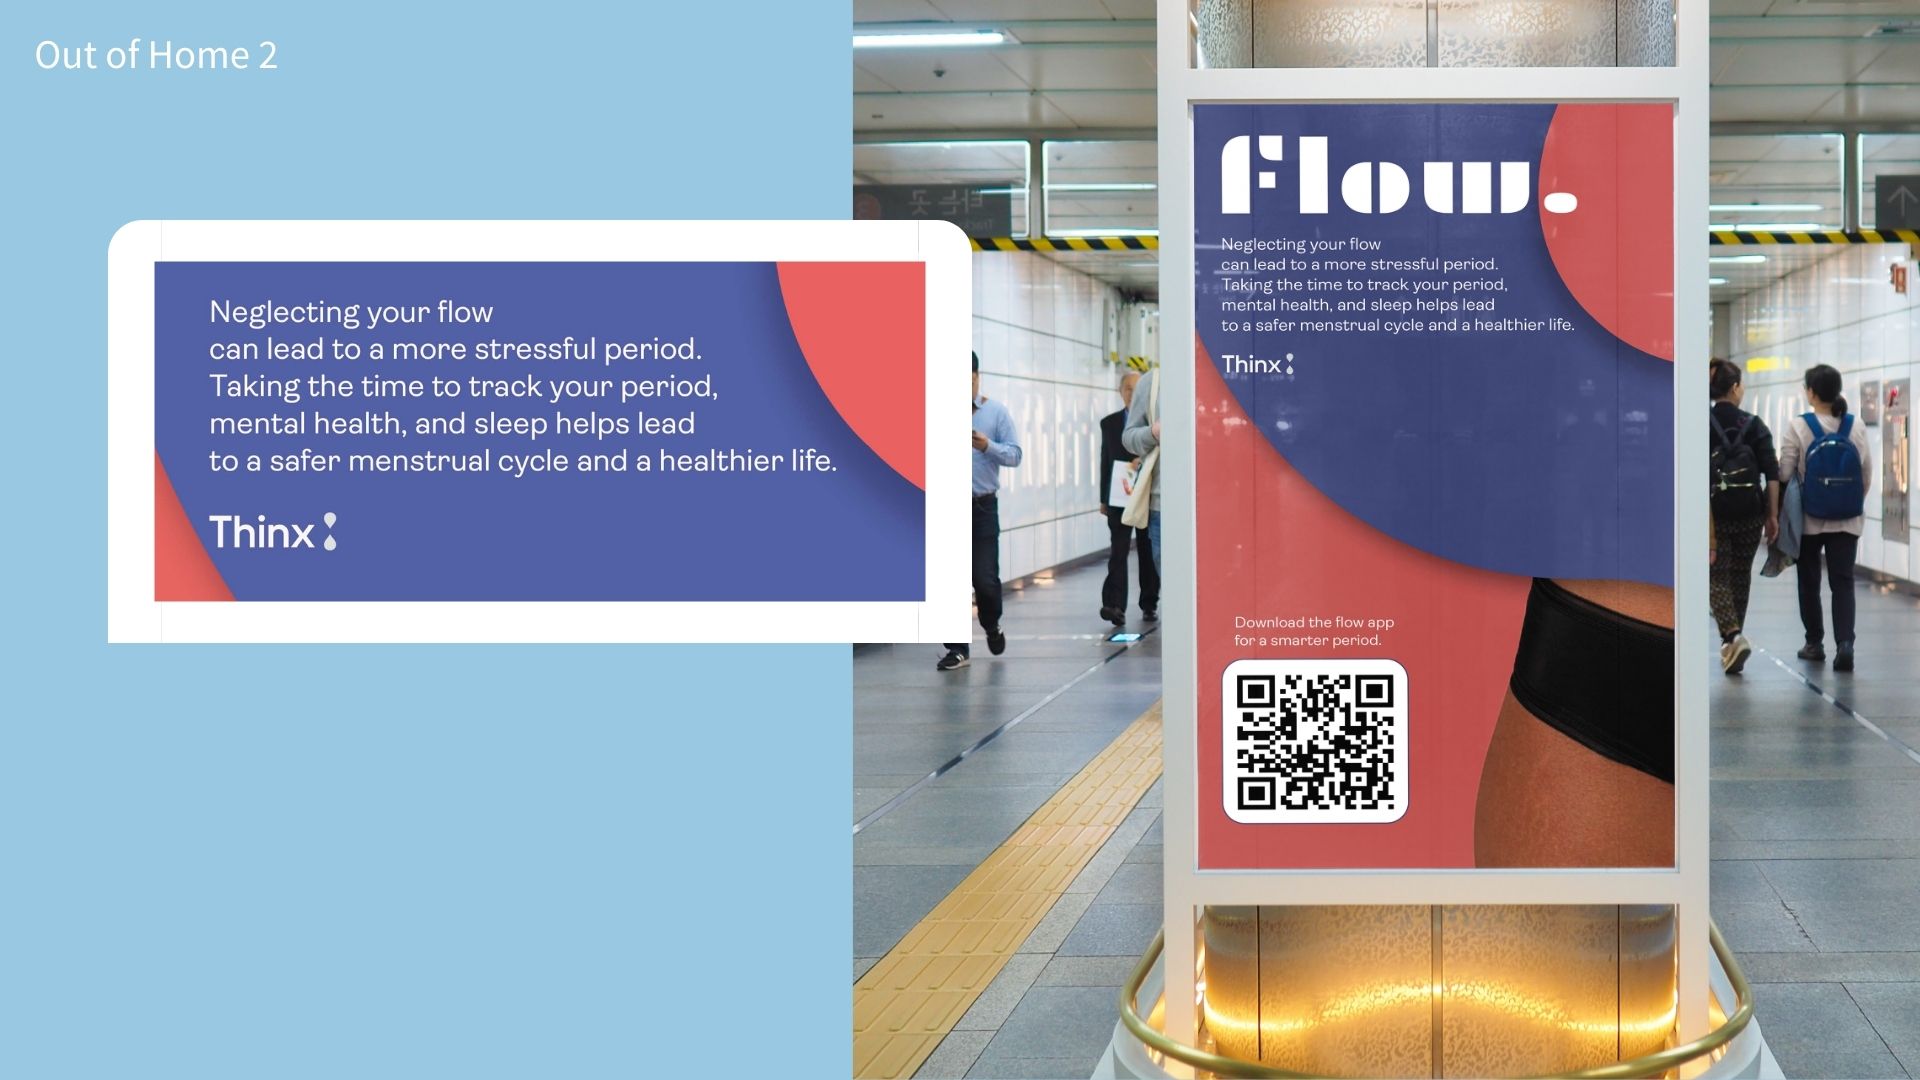 Out of Home 2
Neglecting your flow
can lead to a more stressful period.
Taking the time to track your period,
mental health, and sleep helps lead
to a safer menstrual cycle and a healthier life.
Thinx
flow.
Neglecting your flow
can lead to a more stressful period.
Taking the time to track your period,
mental health, and sleep helps lead
to a safer menstrual cycle and a healthier life.
Thinx
Download the flow app
for a smarter period.